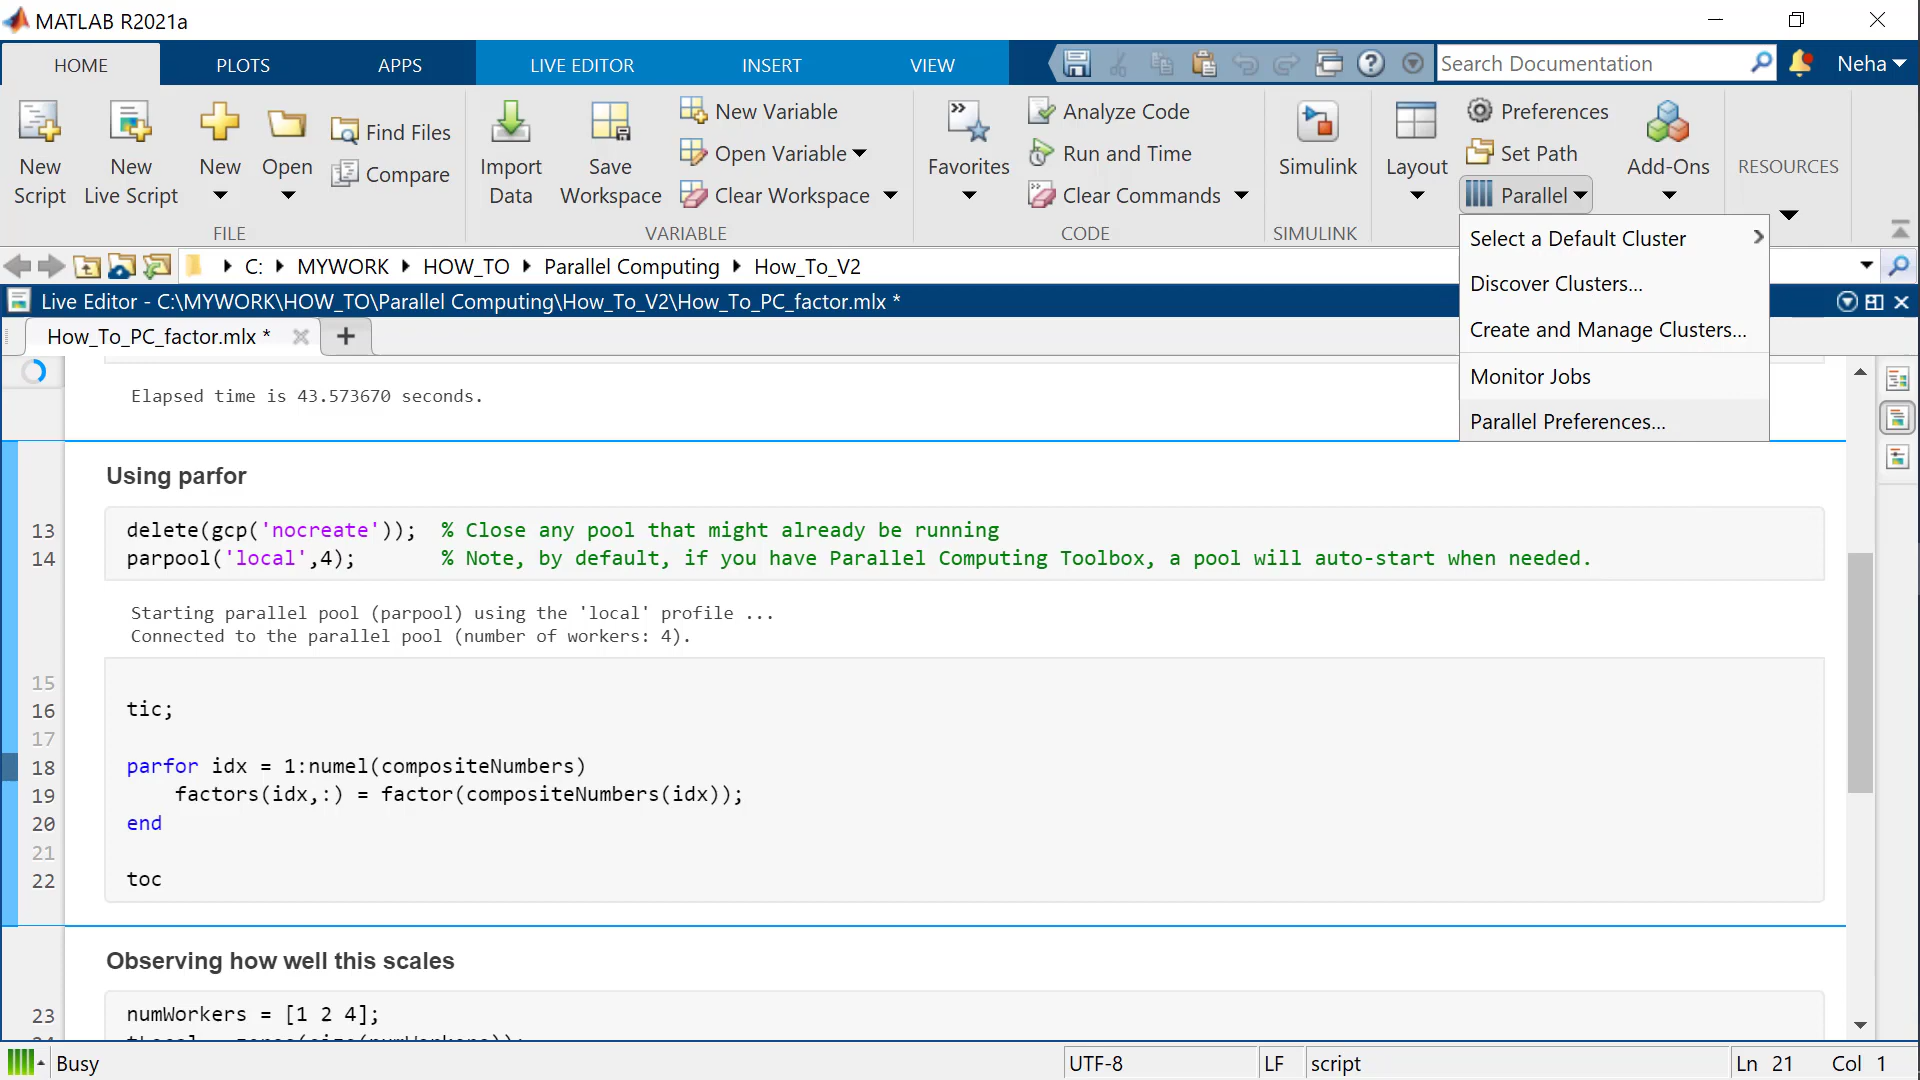 MATLAB R2021a
HOME PLOTS APPS LIVE EDITOR INSERT VIEW
Search Documentation
Neha
New Script
New Live Script
New
Open
Find Files
Compare
FILE
Import Data
Save Workspace
New Variable
Open Variable
Clear Workspace
VARIABLE
Favorites
Analyze Code
Run and Time
Clear Commands
CODE
Simulink
SIMULINK
Layout
Preferences
Set Path
Parallel
Add-Ons
RESOURCES
Select a Default Cluster
Discover Clusters...
Create and Manage Clusters...
Monitor Jobs
Parallel Preferences...
C: MYWORK HOW_TO Parallel Computing How_To_V2
Live Editor - C:\MYWORK\HOW_TO\Parallel Computing\How_To_V2\How_To_PC_factor.mlx *
How_To_PC_factor.mlx *
Elapsed time is 43.573670 seconds.
Using parfor
13 delete(gcp('nocreate')); % Close any pool that might already be running
14 parpool('local',4); % Note, by default, if you have Parallel Computing Toolbox, a pool will auto-start when needed.
Starting parallel pool (parpool) using the 'local' profile ...
Connected to the parallel pool (number of workers: 4).
15
16 tic;
17
18 parfor idx = 1:numel(compositeNumbers)
19 factors(idx,:) = factor(compositeNumbers(idx));
20 end
21
22 toc
Observing how well this scales
23 numWorkers = [1 2 4];
Busy
UTF-8 LF script Ln 21 Col 1